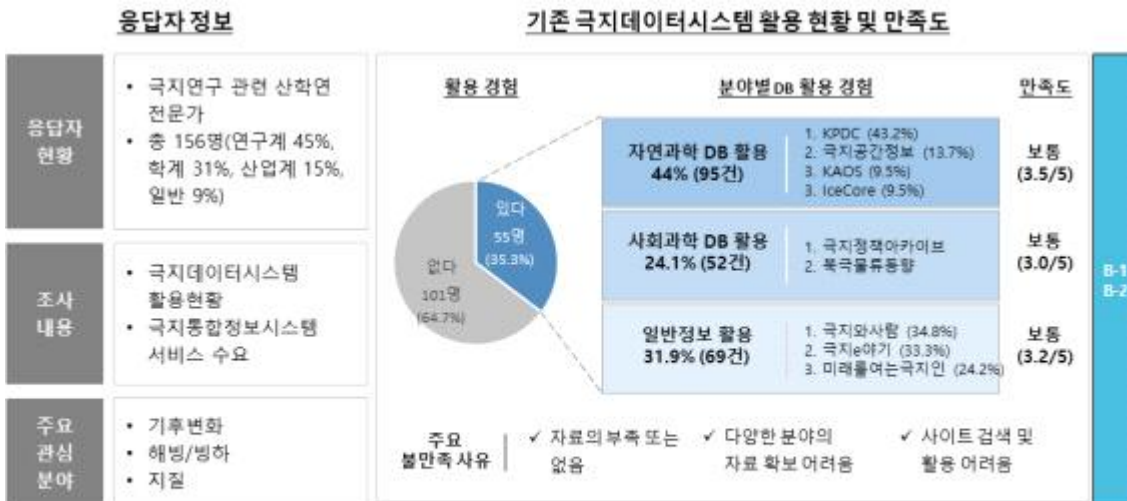 응답자 정보
기존 극지데이터시스템 활용 현황 및 만족도
응답자
현황
• 극지연구 관련 산학연
전문가
• 총 156명(연구계 45%,
학계 31%, 산업계 15%,
일반 9%)
조사
내용
• 극지데이터시스템
활용현황
• 극지통합정보시스템
서비스 수요
주요
관심
분야
• 기후변화
• 해빙/빙하
• 지질
활용 경험
분야별 DB 활용 경험
만족도
있다
55명
(35.3%)
없다
101명
(64.7%)
자연과학 DB 활용
44% (95건)
1. KPDC (43.2%)
2. 극지공간정보 (13.7%)
3. KAOS (9.5%)
3. IceCore (9.5%)
보통
(3.5/5)
사회과학 DB 활용
24.1% (52건)
1. 극지정책아카이브
2. 북극물류동향
보통
(3.0/5)
일반정보 활용
31.9% (69건)
1. 극지와사람 (34.8%)
2. 극지e야기 (33.3%)
3. 미래를여는극지인 (24.2%)
보통
(3.2/5)
주요
불만족 사유
✓ 자료의 부족 또는
없음
✓ 다양한 분야의
자료 확보 어려움
✓ 사이트 검색 및
활용 어려움
B-1
B-2